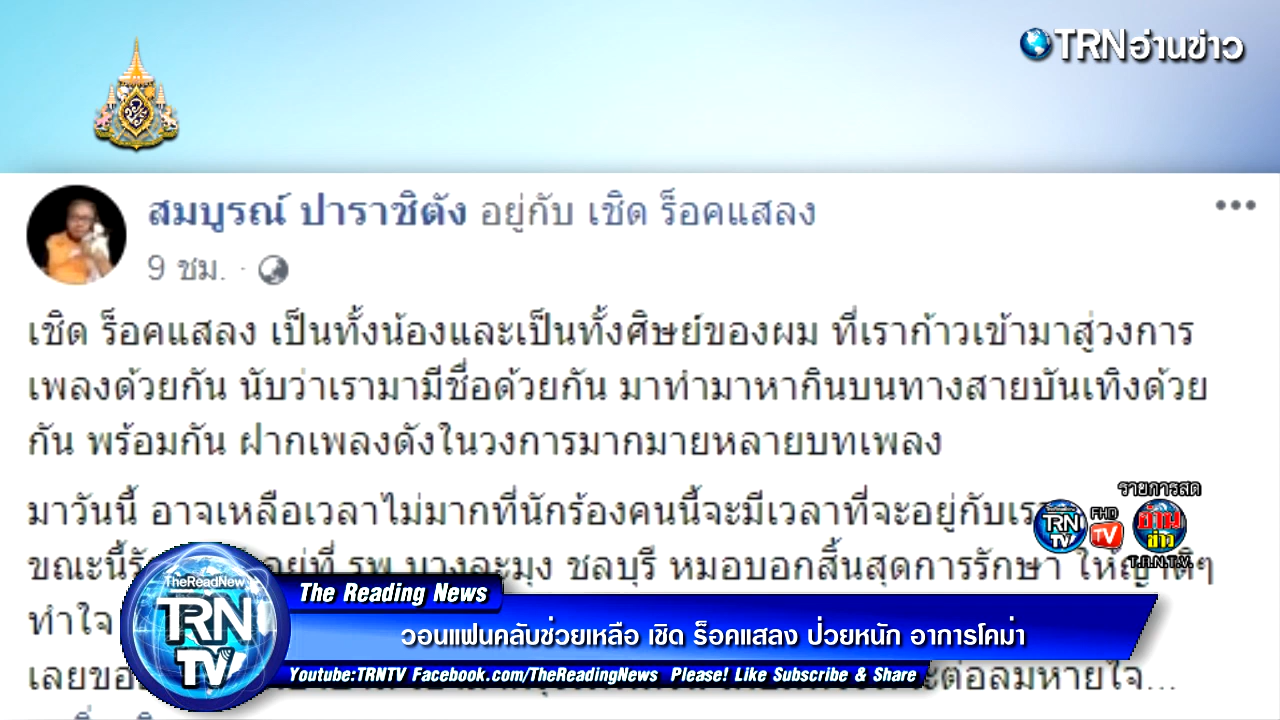 TRNอ่านข่าว
สมบูรณ์ ปาราชิตัง อยู่กับ เชิด ร็อคแสลง
9 ชม. ·
เชิด ร็อคแสลง เป็นทั้งน้องและเป็นทั้งศิษย์ของผม ที่เราก้าวเข้ามาสู่วงการ
เพลงด้วยกัน นับว่าเรามามีชื่อด้วยกัน มาทำมาหากินบนทางสายบันเทิงด้วย
กัน พร้อมกัน ฝากเพลงดังในวงการมากมายหลายบทเพลง
รายการสด
มาวันนี้ อาจเหลือเวลาไม่มากที่นักร้องคนนี้จะมีเวลาที่จะอยู่กับเรา
TRN TV FHD TV อ่าน ข่าว
ขณะนี้ อยู่ที่ รพ บางละมุง ชลบุรี หมอบอกสิ้นสุดการรักษา ให้ญาติๆ
T.R.N.T.V.
ทำใจ
TheReadNew
TRN
TV
The Reading News
วอนแฟนคลับช่วยเหลือ เชิด ร็อคแสลง ป่วยหนัก อาการโคม่า
Youtube:TRNTV Facebook.com/TheReadingNews Please! Like Subscribe & Share
ต่อลมหายใจ...